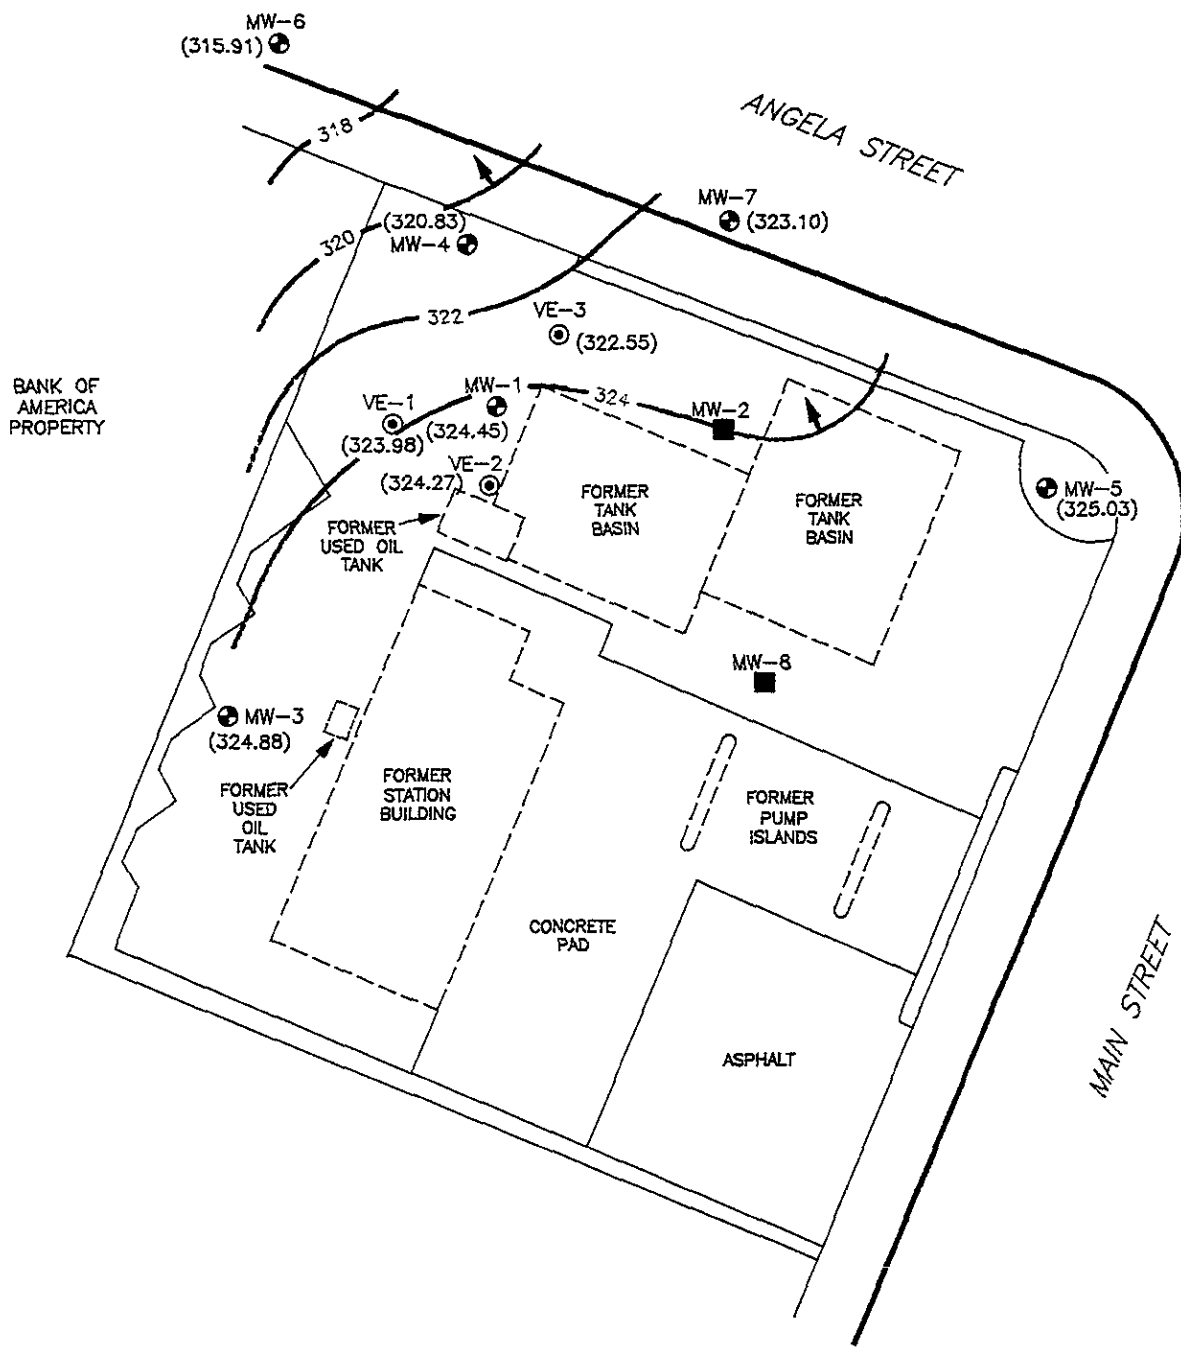 MW-6
(315.91)
318
ANGELA STREET
MW-7
(323.10)
(320.83)
320
MW-4
322
VE-3
(322.55)
BANK OF
AMERICA
PROPERTY
MW-1
324
VE-1
MW-2
(323.98)
(324.45)
VE-2
(324.27)
FORMER
TANK
BASIN
FORMER
TANK
BASIN
MW-5
(325.03)
FORMER
USED OIL
TANK
MW-8
MW-3
(324.88)
FORMER
USED
OIL
TANK
FORMER
STATION
BUILDING
FORMER
PUMP
ISLANDS
CONCRETE
PAD
MAIN STREET
ASPHALT